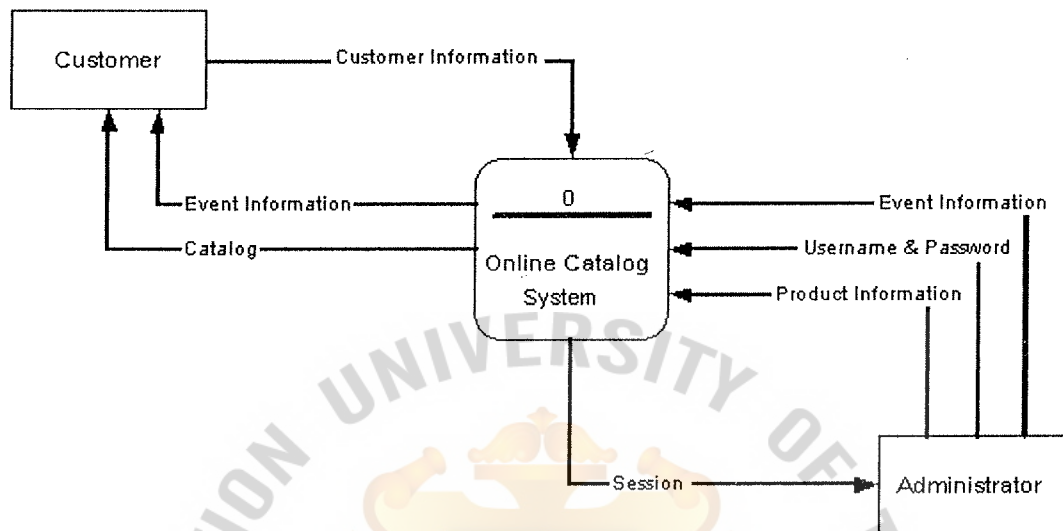 Customer
Customer Information
Event Information
Catalog
0
Online Catalog
System
Event Information
Username & Password
Product Information
Session
Administrator
UNIVERSITY OF